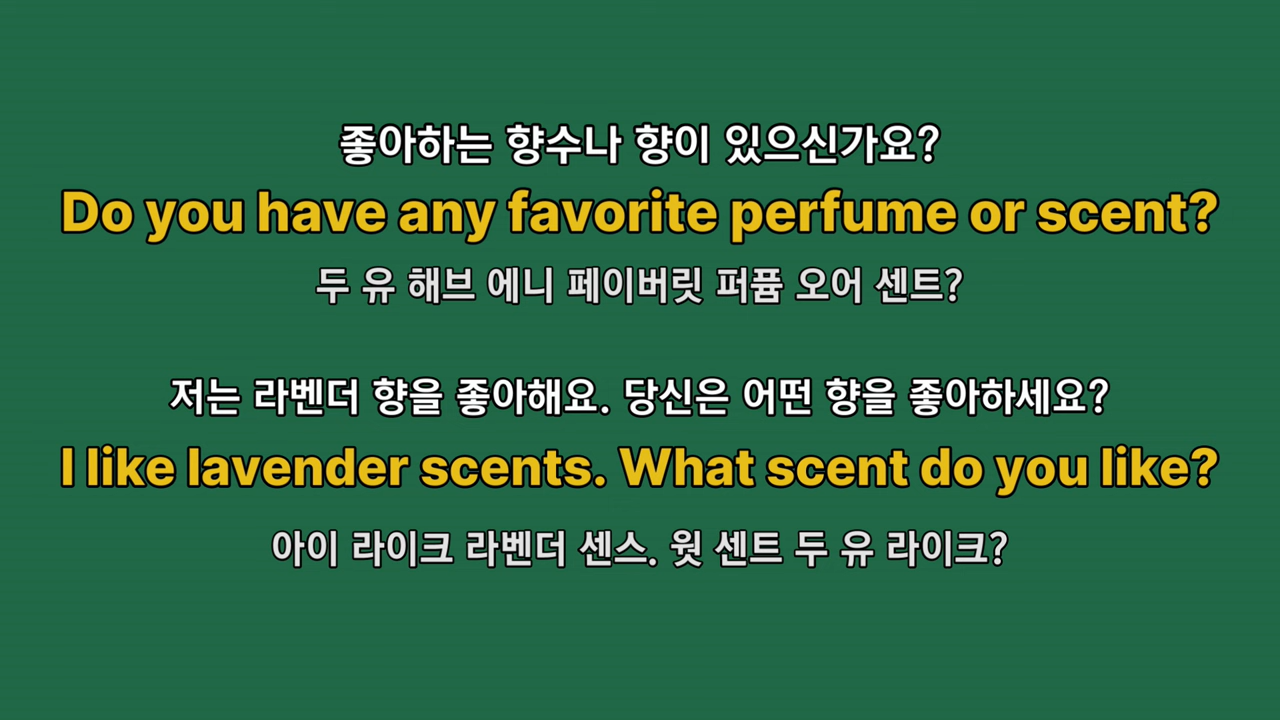 좋아하는 향수나 향이 있으신가요?
Do you have any favorite perfume or scent?
두 유 해브 에니 페이버릿 퍼퓸 오어 센트?
저는 라벤더 향을 좋아해요. 당신은 어떤 향을 좋아하세요?
I like lavender scents. What scent do you like?
아이 라이크 라벤더 센스. 웟 센트 두 유 라이크?